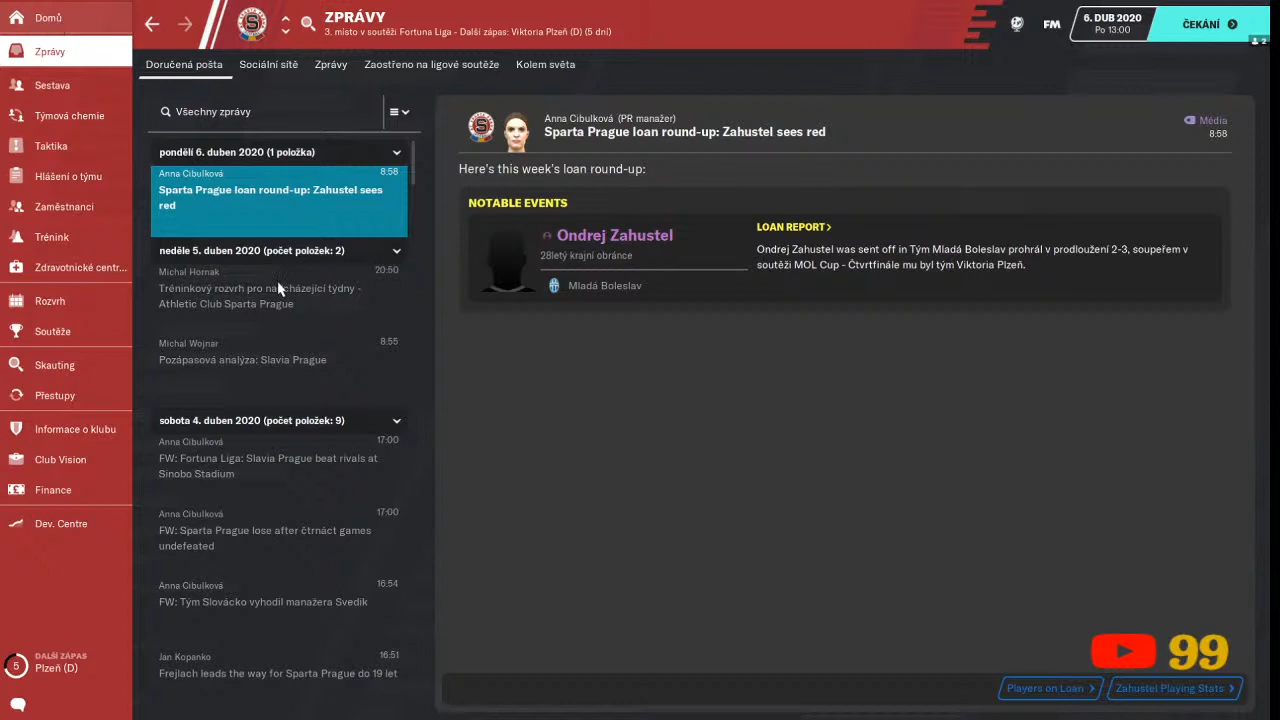 Domů
Zprávy
Sestava
Týmová chemie
Taktika
Hlášení o týmu
Zaměstnanci
Trénink
Zdravotnické centr...
Rozvrh
Soutěže
Skauting
Přestupy
Informace o klubu
Club Vision
Finance
Dev. Centre
5
DALŠÍ ZÁPAS
Plzeň (D)
ZPRÁVY
3. místo v soutěži Fortuna Liga - Další zápas: Viktoria Plzeň (D) (5 dní)
FM
6. DUB 2020
Po 13:00
ČEKÁNÍ
2
Doručená pošta
Sociální sítě
Zprávy
Zaostřeno na ligové soutěže
Kolem světa
Všechny zprávy
pondělí 6. duben 2020 (1 položka)
Anna Cibulková 8:58
Sparta Prague loan round-up: Zahustel sees
red
neděle 5. duben 2020 (počet položek: 2)
Michal Hornak 20:50
Tréninkový rozvrh pro nadcházející týdny -
Athletic Club Sparta Prague
Michal Wojnar 8:55
Pozápasová analýza: Slavia Prague
sobota 4. duben 2020 (počet položek: 9)
Anna Cibulková 17:00
FW: Fortuna Liga: Slavia Prague beat rivals at
Sinobo Stadium
Anna Cibulková 17:00
FW: Sparta Prague lose after čtrnáct games
undefeated
Anna Cibulková 16:54
FW: Tým Slovácko vyhodil manažera Svedik
Jan Kopanko 16:51
Frejlach leads the way for Sparta Prague do 19 let
Anna Cibulková (PR manažer)
Sparta Prague loan round-up: Zahustel sees red
Média
8:58
Here's this week's loan round-up:
NOTABLE EVENTS
Ondrej Zahustel
28letý krajní obránce
Mladá Boleslav
LOAN REPORT>
Ondrej Zahustel was sent off in Tým Mladá Boleslav prohrál v prodloužení 2-3, soupeřem v
soutěži MOL Cup - Čtvrtfinále mu byl tým Viktoria Plzeň.
99
Players on Loan >
Zahustel Playing Stats >